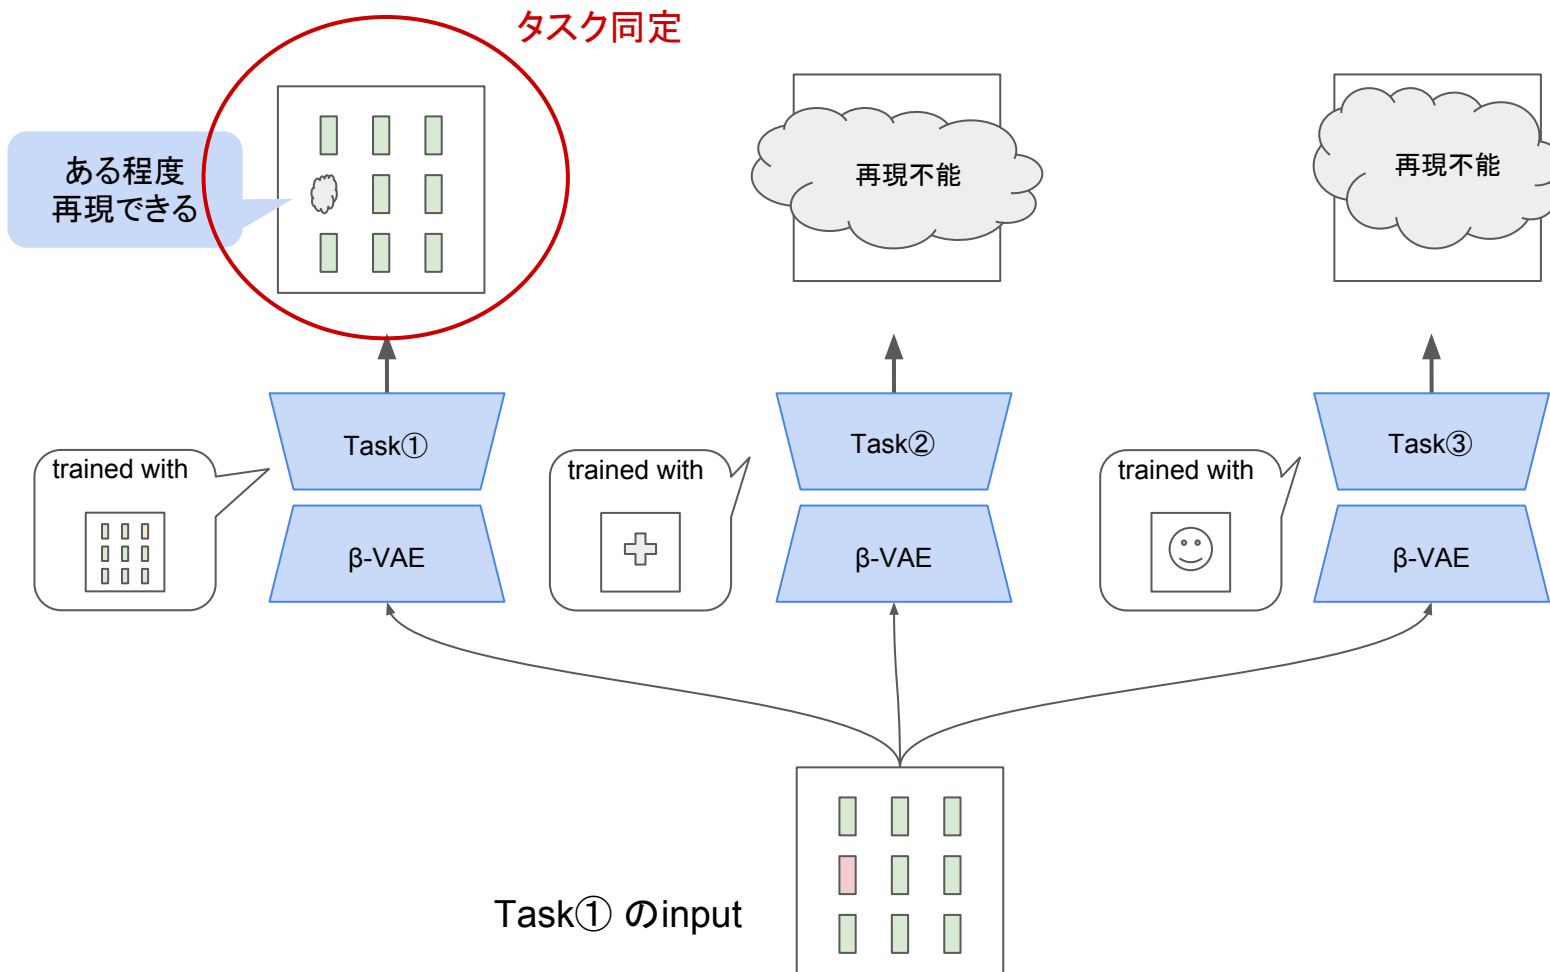 タスク同定
ある程度
再現できる
再現不能
再現不能
Task①
Task②
Task③
trained with
trained with
trained with
β-VAE
β-VAE
β-VAE
Task① のinput